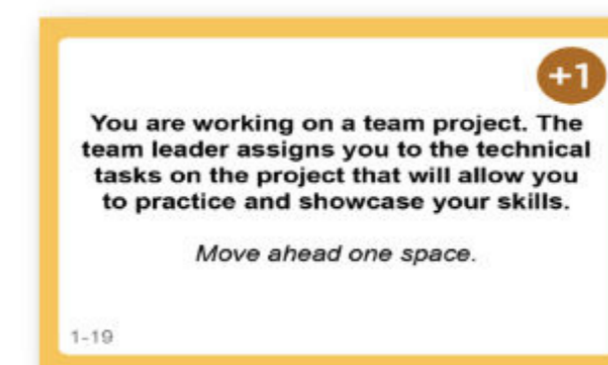 +1
You are working on a team project. The
team leader assigns you to the technical
tasks on the project that will allow you
to practice and showcase your skills.
Move ahead one space.
1-19